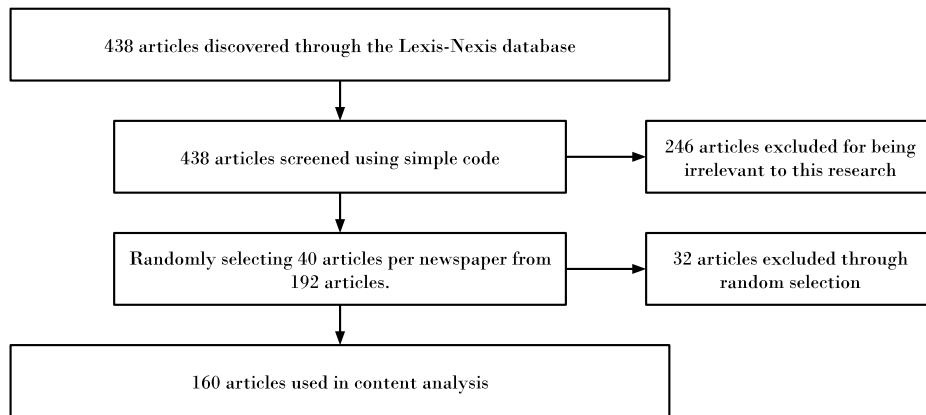 438 articles discovered through the Lexis-Nexis database
438 articles screened using simple code
246 articles excluded for being
irrelevant to this research
Randomly selecting 40 articles per newspaper from
192 articles.
32 articles excluded through
random selection
160 articles used in content analysis